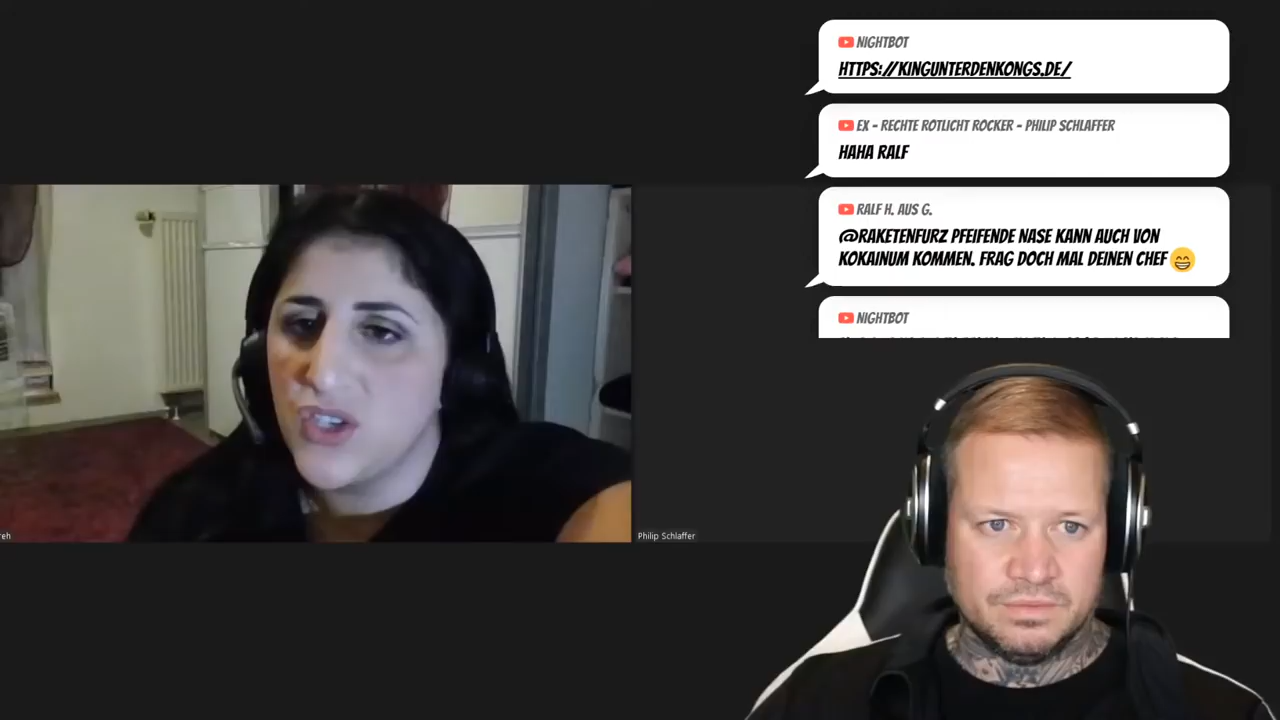 NIGHTBOT
HTTPS://KINGUNTERDENKONGS.DE/
EX - RECHTE ROTLICHT ROCKER - PHILIP SCHLAFFER
HAHA RALF
RALF H. AUS G.
@RAKETENFURZ PFEIFENDE NASE KANN AUCH VON
KOKAINUM KOMMEN. FRAG DOCH MAL DEINEN CHEF
NIGHTBOT
reh
Philip Schlaffer